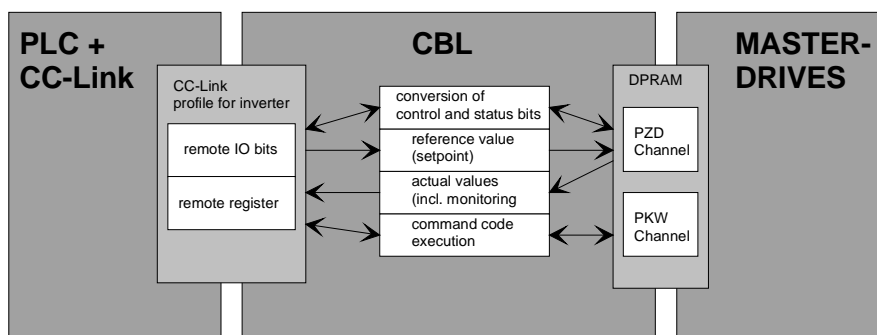 PLC +
CC-Link
CBL
MASTER-
DRIVES
CC-Link
profile for inverter
remote IO bits
remote register
conversion of
control and status bits
reference value
(setpoint)
actual values
(incl. monitoring
command code
execution
DPRAM
PZD
Channel
PKW
Channel